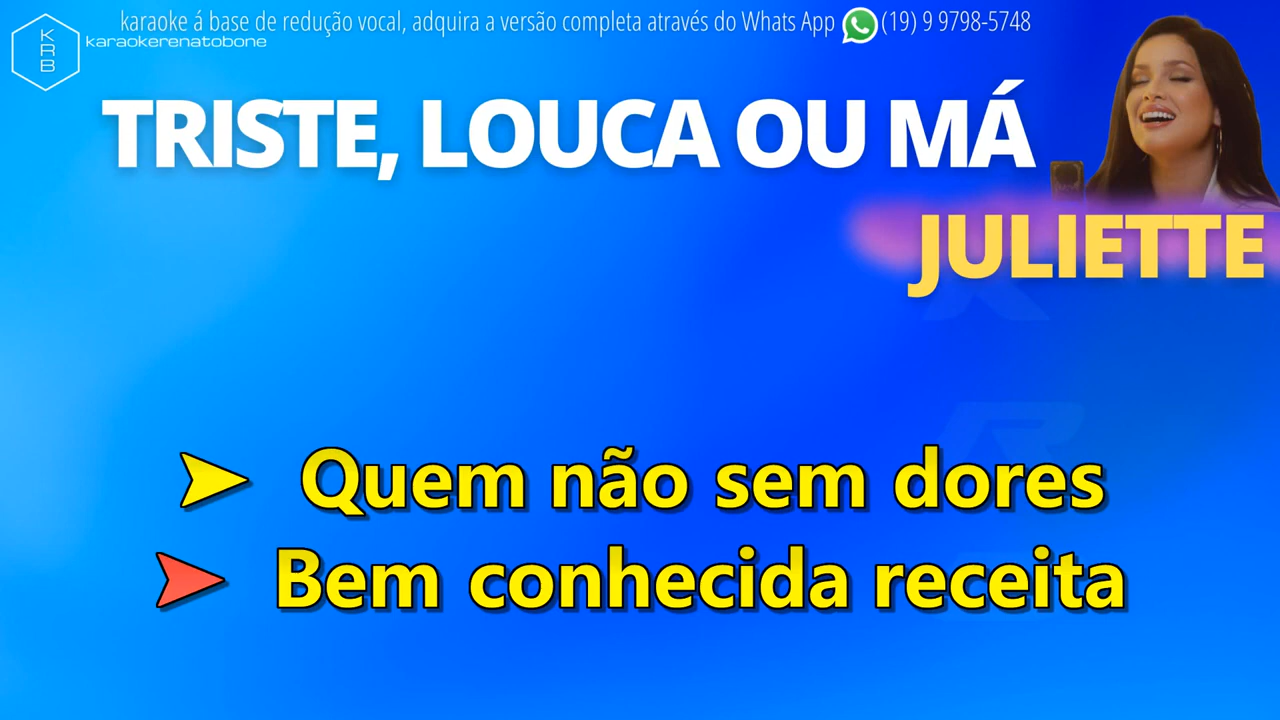 karaoke á base de redução vocal, adquira a versão completa através do Whats App (19) 9 9798-5748
KRB
karaokerenatobone
TRISTE, LOUCA OU MÁ
JULIETTE
Quem não sem dores
Bem conhecida receita